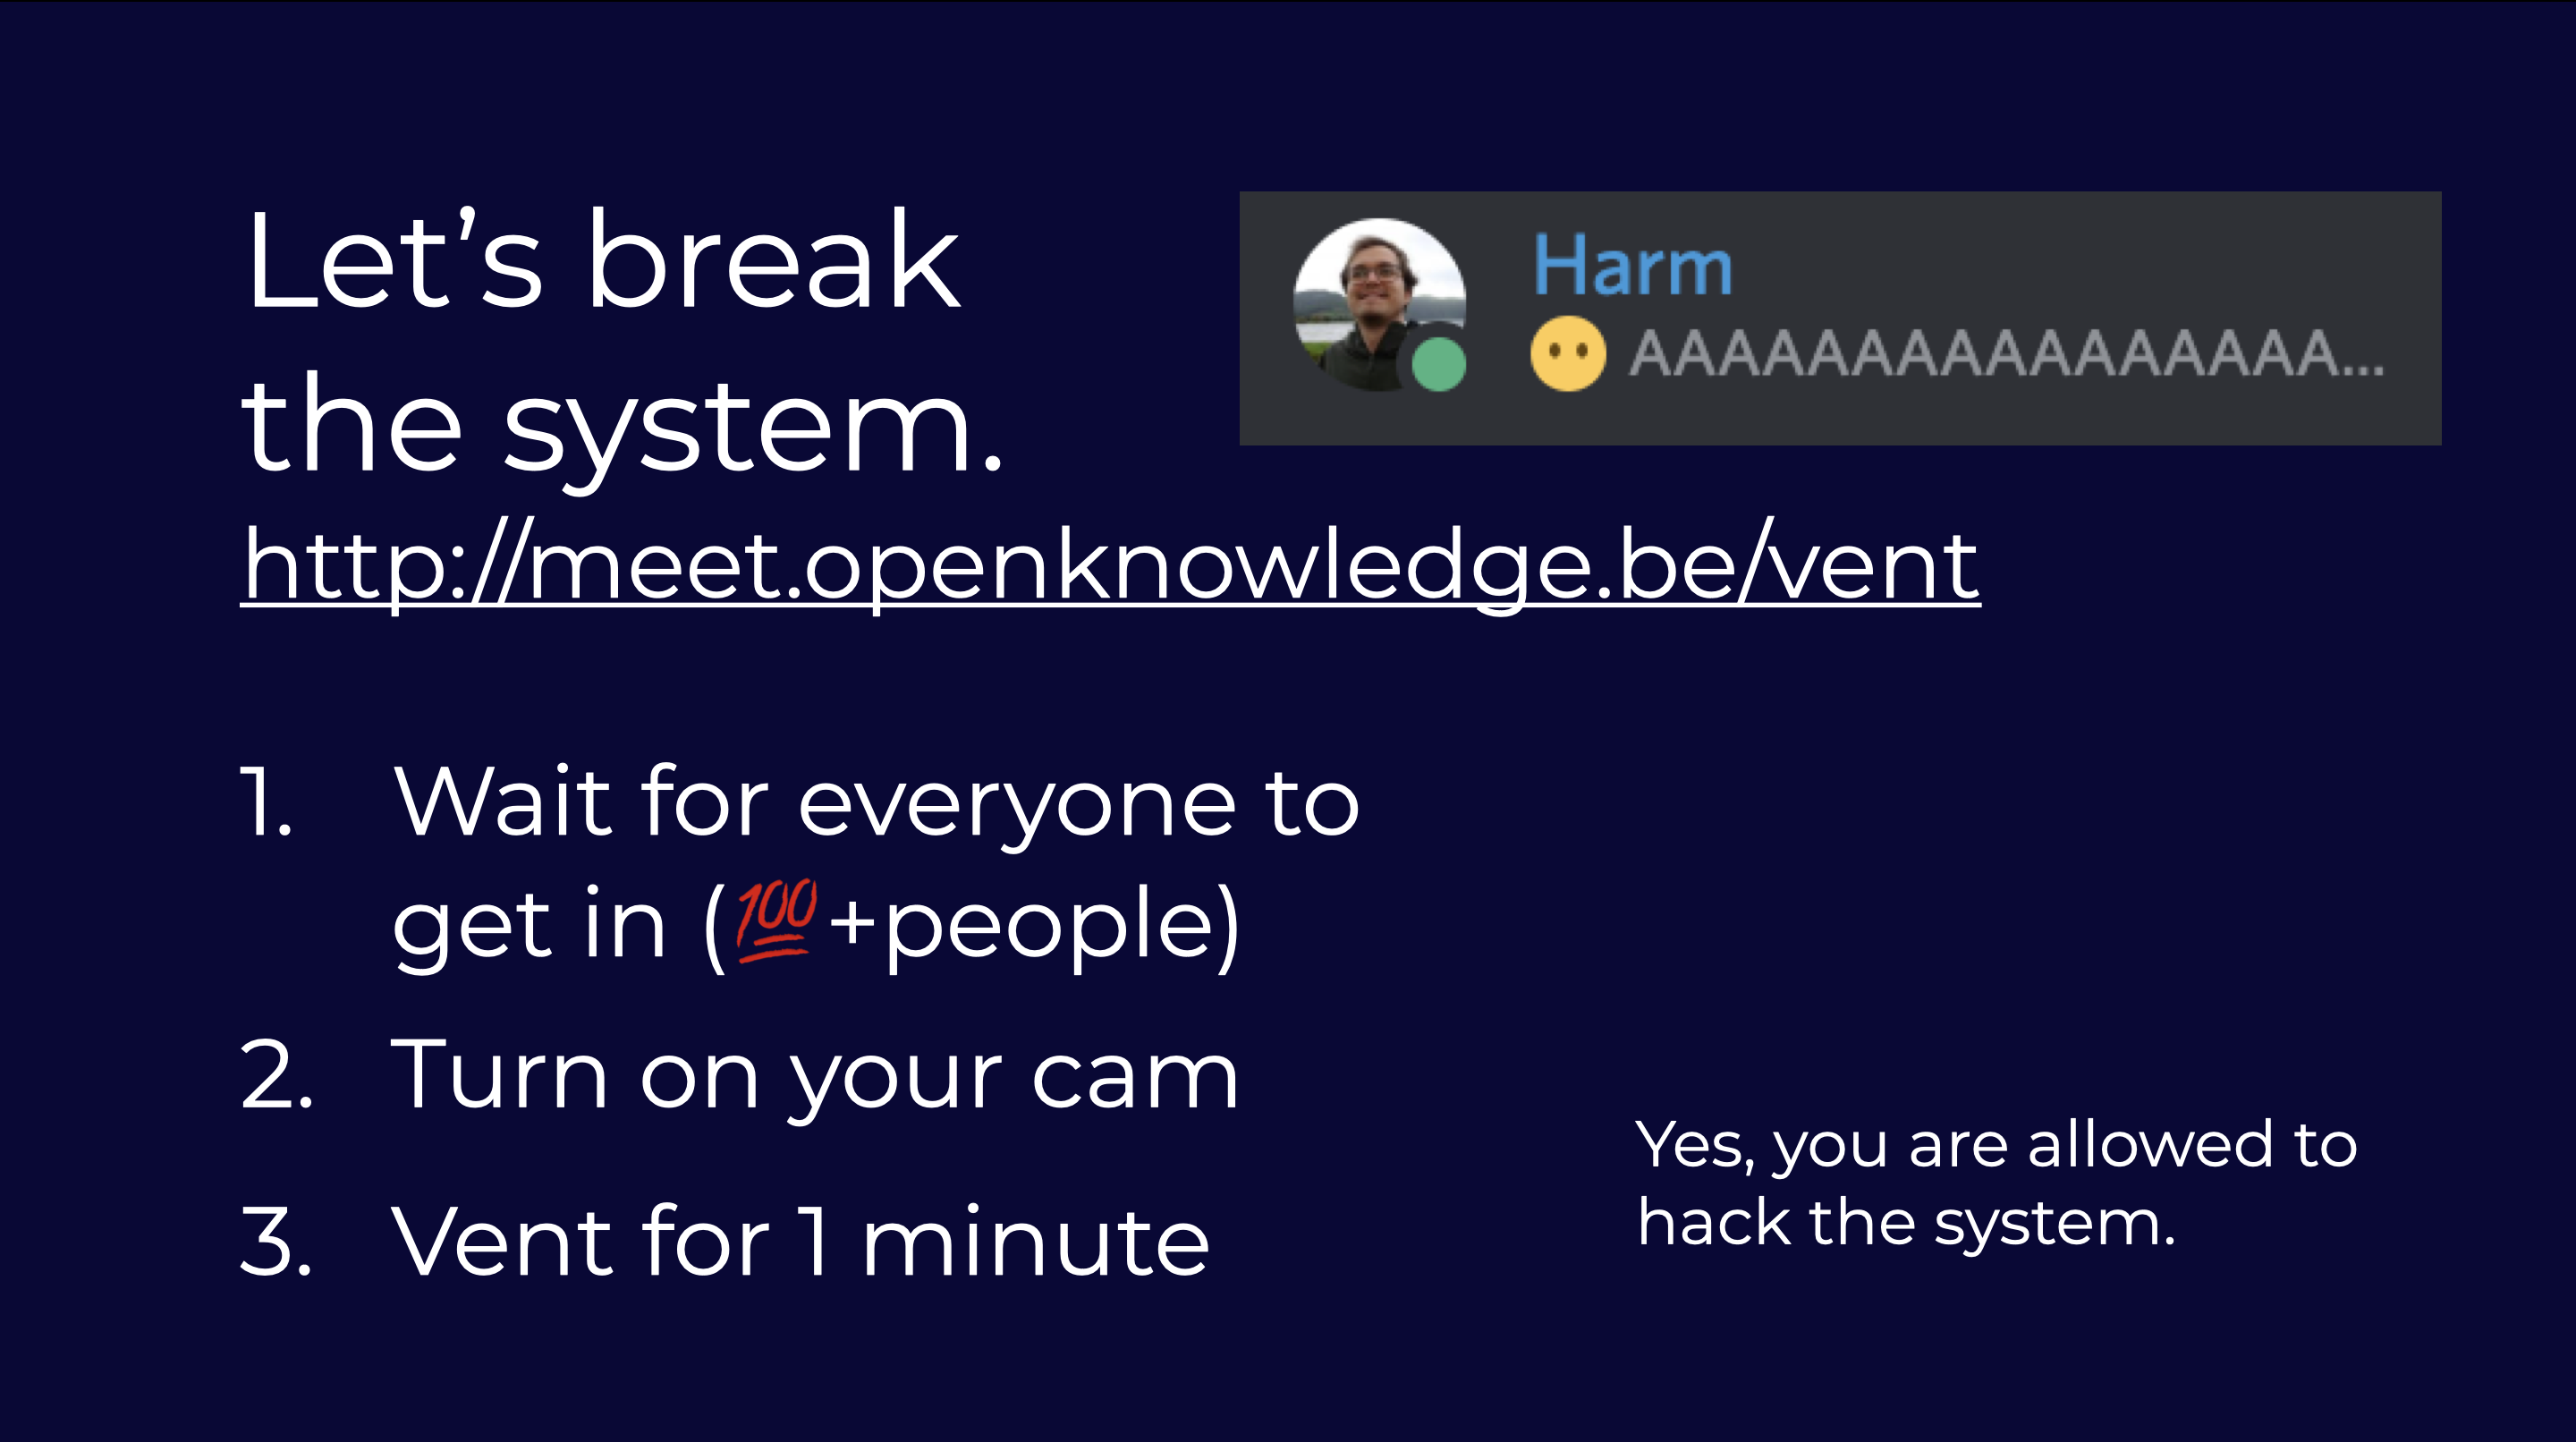 Let’s break
the system.
Harm
😶 AAAAAAAAAAAAAAAA...
http://meet.openknowledge.be/vent
1. Wait for everyone to
get in (💯+people)
2. Turn on your cam
3. Vent for 1 minute
Yes, you are allowed to
hack the system.